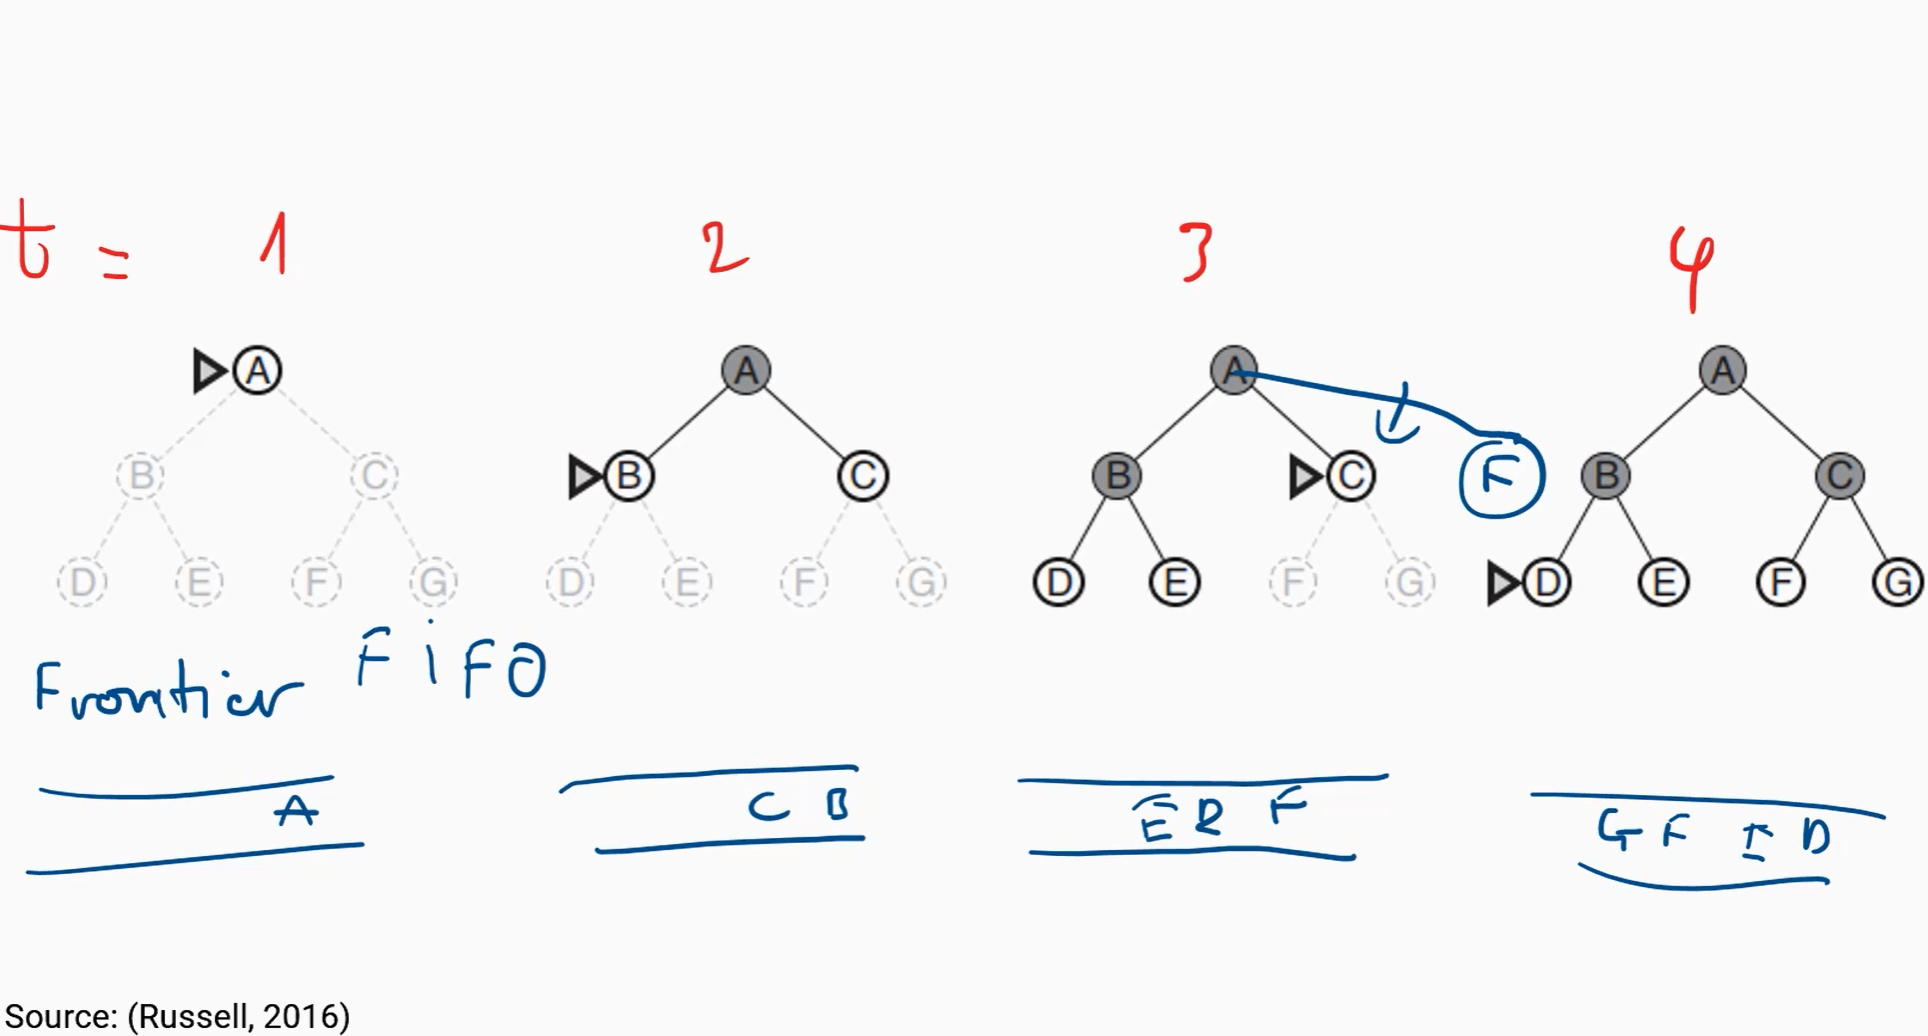 t = 1 2 3 4
A A A A
B C B C B C F B C
D E F G D E F G D E F G D E F G
Frontier FiFO
A C B E D F G F E D
Source: (Russell, 2016)